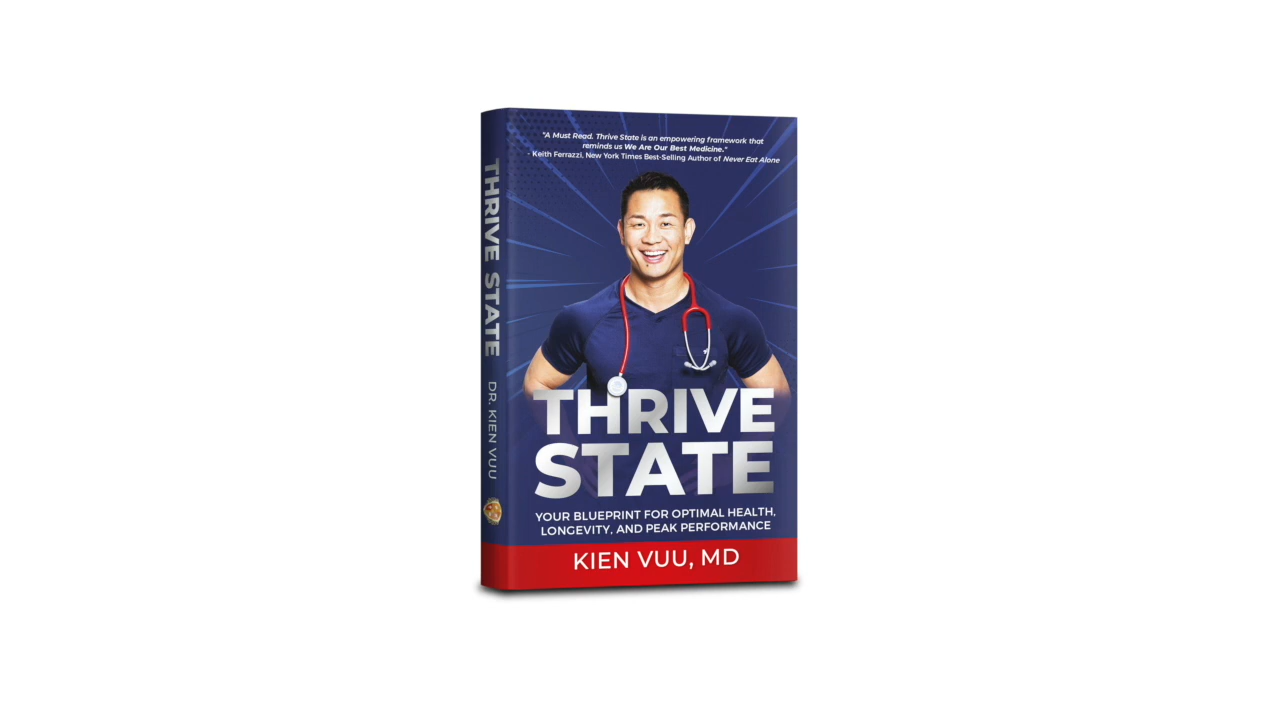 "A Must Read. Thrive State is an empowering framework that
reminds us We Are Our Best Medicine."
- Keith Ferrazzi, New York Times Best-Selling Author of Never Eat Alone
THRIVE
STATE
YOUR BLUEPRINT FOR OPTIMAL HEALTH,
LONGEVITY, AND PEAK PERFORMANCE
KIEN VUU, MD
THRIVE STATE
DR. KIEN VUU